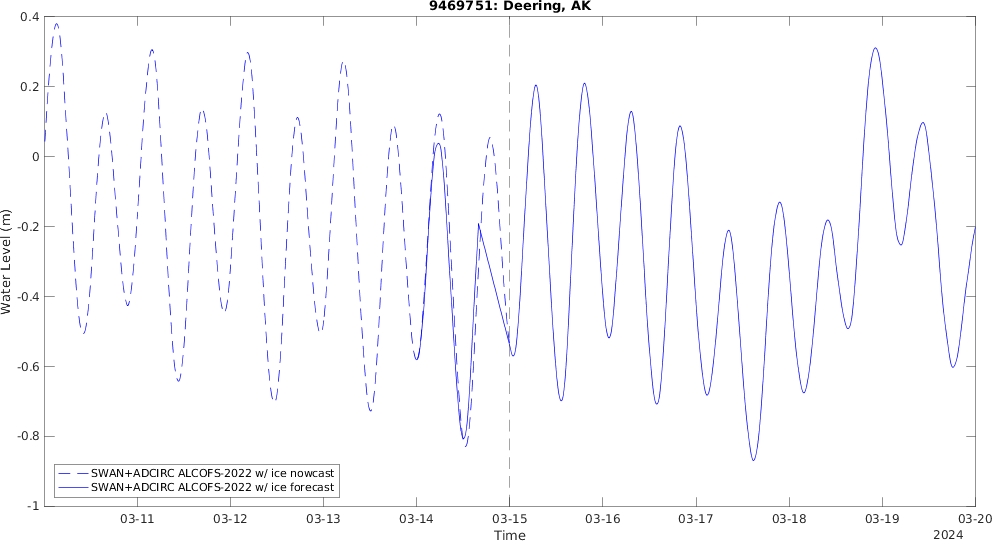 9469751: Deering, AK
0.4
0.2
0
-0.2
-0.4
-0.6
-0.8
-1
Water Level (m)
SWAN+ADCIRC ALCOFS-2022 w/ ice nowcast
SWAN+ADCIRC ALCOFS-2022 w/ ice forecast
03-11 03-12 03-13 03-14 03-15 03-16 03-17 03-18 03-19 03-20
Time
2024